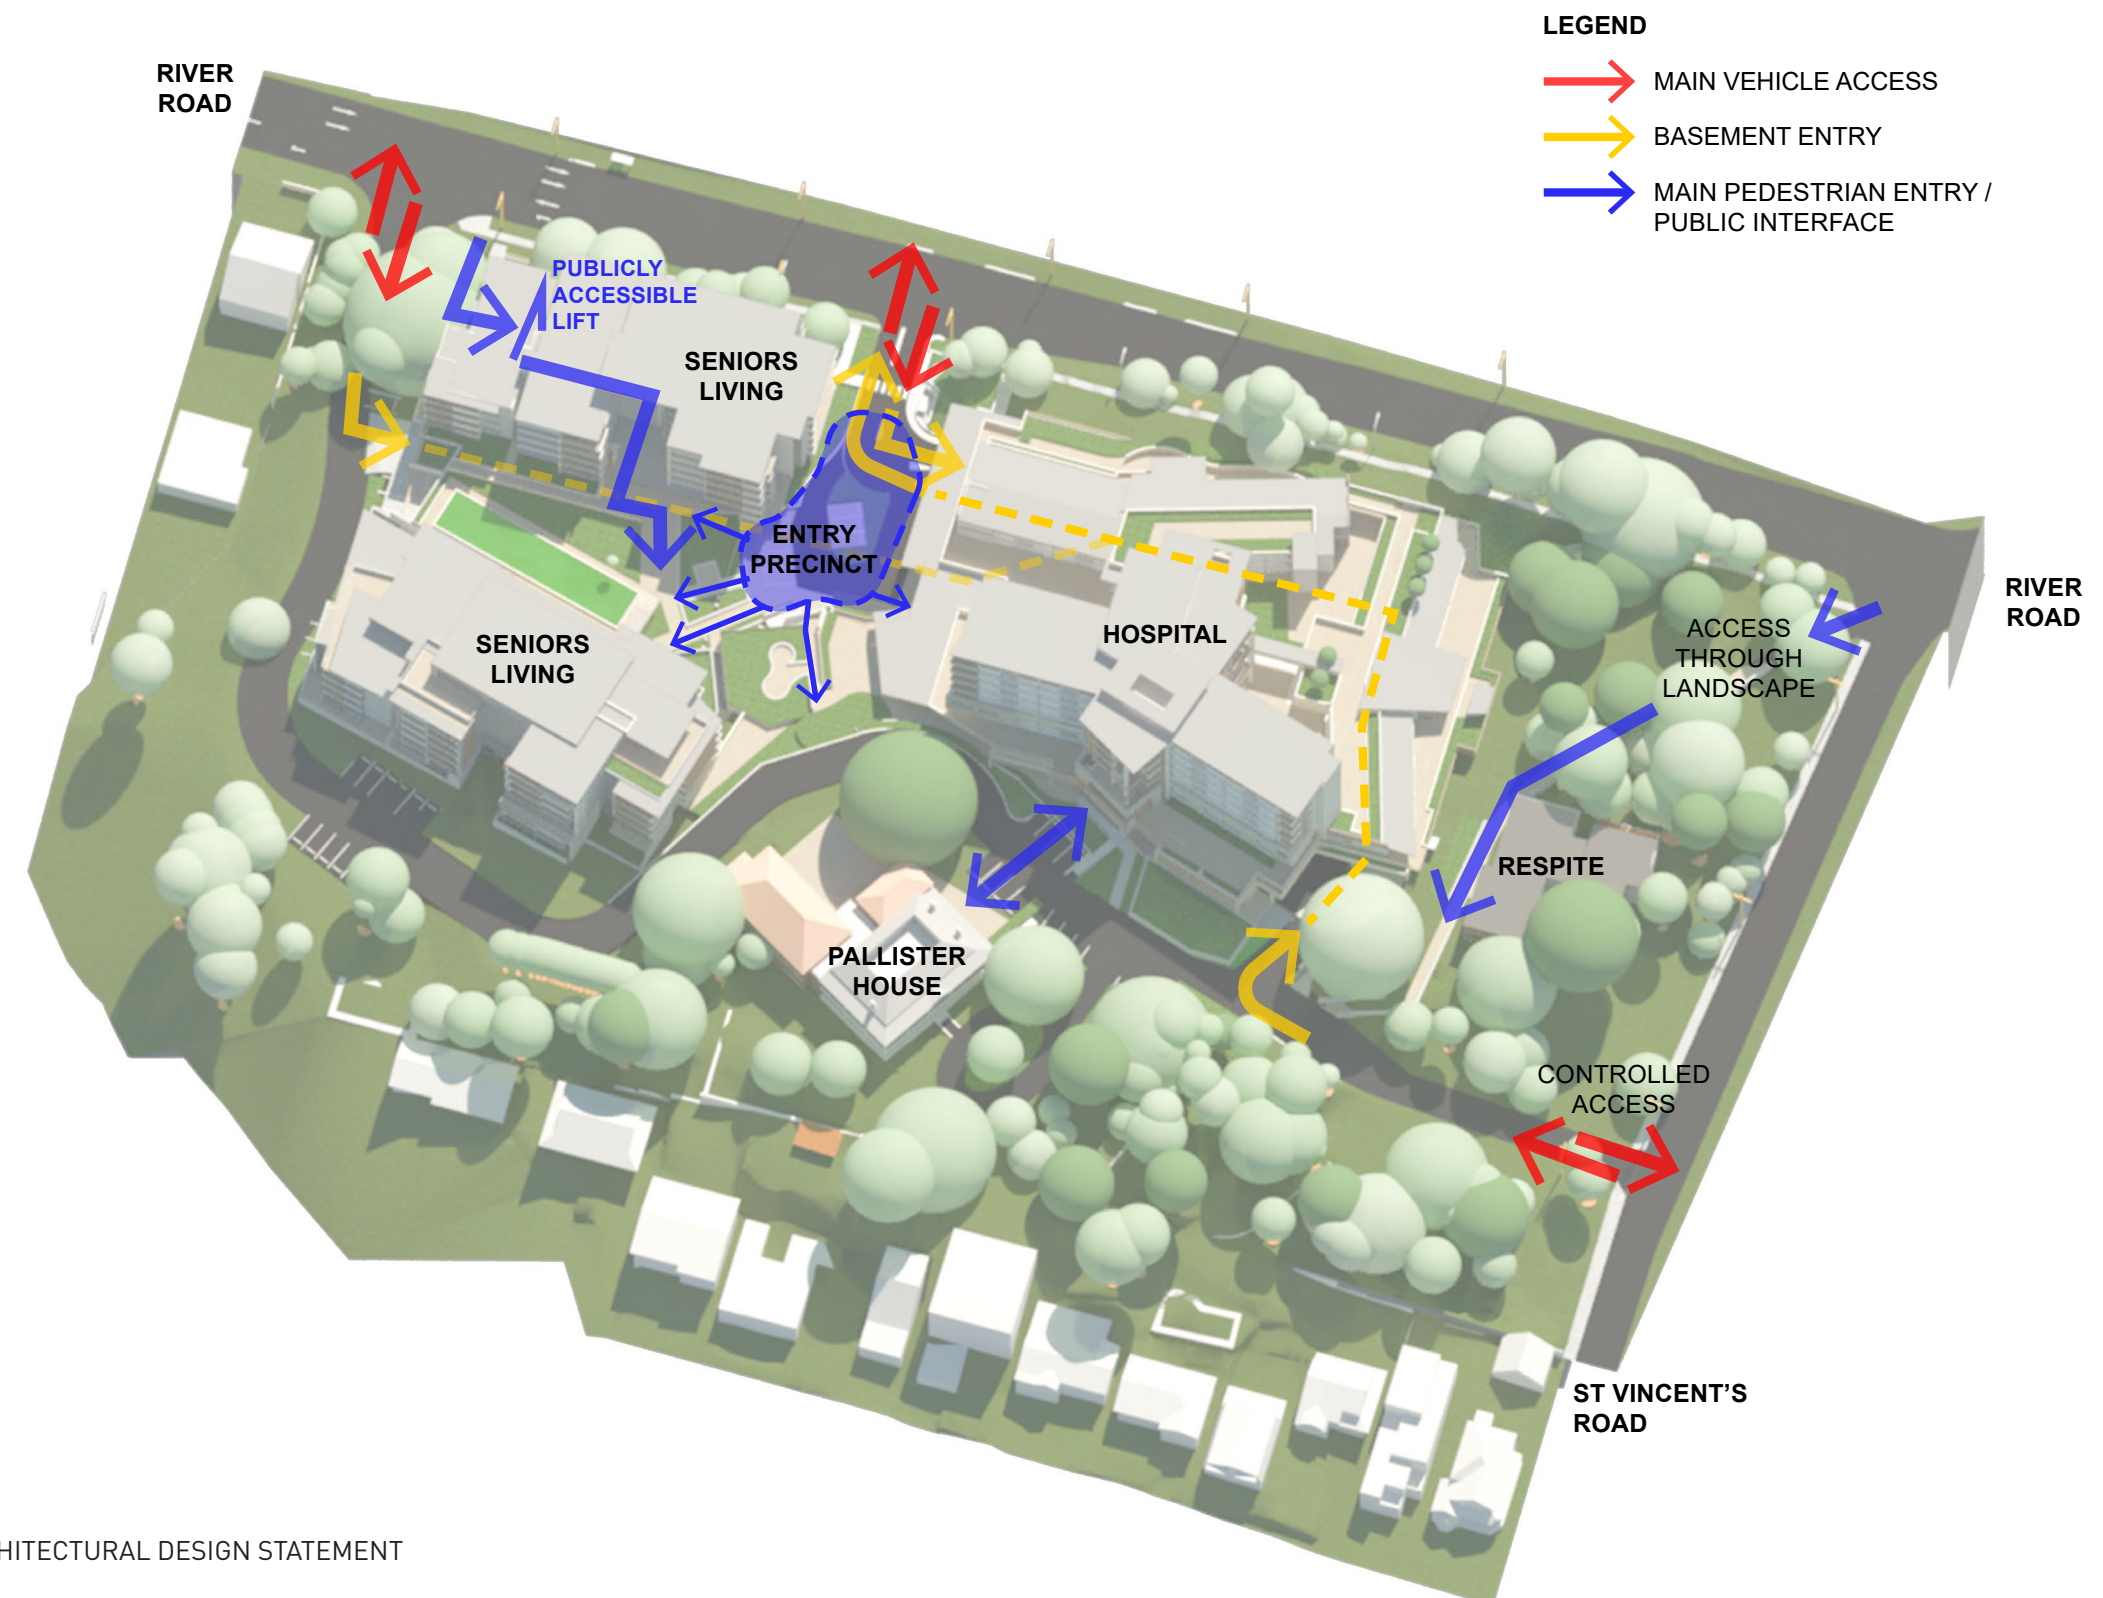 LEGEND
MAIN VEHICLE ACCESS
BASEMENT ENTRY
MAIN PEDESTRIAN ENTRY /
PUBLIC INTERFACE
RIVER
ROAD
PUBLICLY
ACCESSIBLE
LIFT
SENIORS
LIVING
ENTRY
PRECINCT
HOSPITAL
SENIORS
LIVING
RIVER
ROAD
ACCESS
THROUGH
LANDSCAPE
RESPITE
PALLISTER
HOUSE
CONTROLLED
ACCESS
ST VINCENT’S
ROAD
HITECTURAL DESIGN STATEMENT